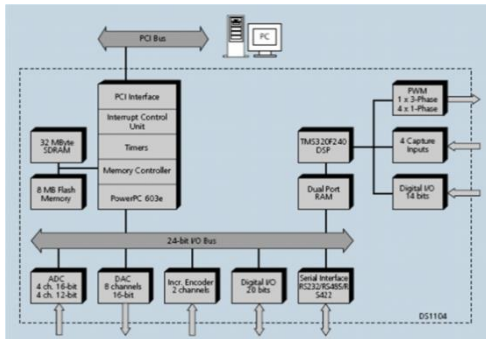 PCI Bus
PC
PCI Interface
Interrupt Control
Unit
Timers
Memory Controller
PowerPC 603e
32 MByte
SDRAM
8 MB Flash
Memory
TMS320F240
DSP
Dual Port
RAM
PWM
1 x 3-Phase
4 x 1-Phase
4 Capture
Inputs
Digital I/O
14 bits
24-bit I/O Bus
ADC
4 ch. 16-bit
4 ch. 12-bit
DAC
8 channels
16-bit
Incr. Encoder
2 channels
Digital I/O
20 bits
Serial Interface
RS232/RS485/R
S422
DS1104